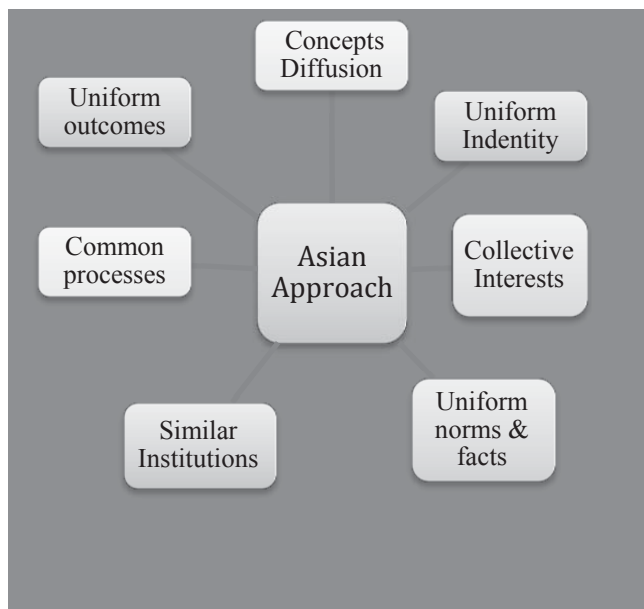 Concepts
Diffusion
Uniform
outcomes
Uniform
Indentity
Common
processes
Asian
Approach
Collective
Interests
Similar
Institutions
Uniform
norms &
facts